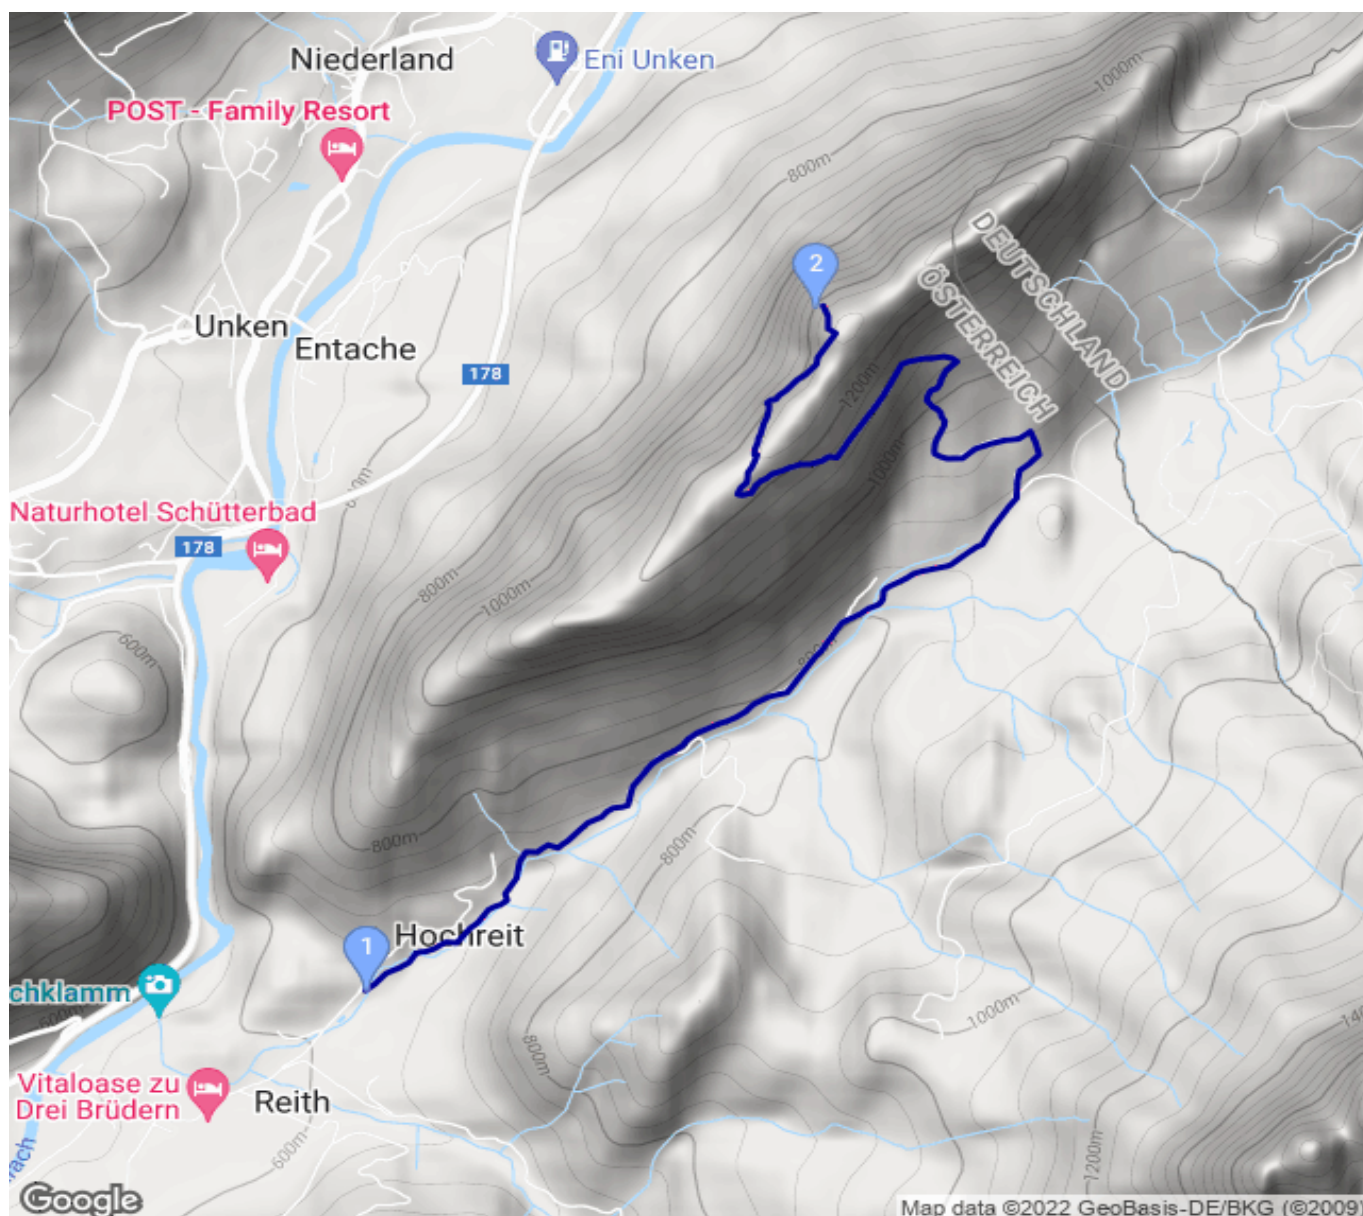 Niederland
Eni Unken
POST - Family Resort
1000m
800m
2
DEUTSCHLAND
ÖSTERREICH
Unken
Entache
178
1200m
1000m
Naturhotel Schütterbad
178
800m
1000m
600m
800m
800m
800m
1
Hochreit
chklamm
600m
1000m
800m
Vitaloase zu
Drei Brüdern
Reith
600m
1200m
rach
Google
Map data ©2022 GeoBasis-DE/BKG (©2009)